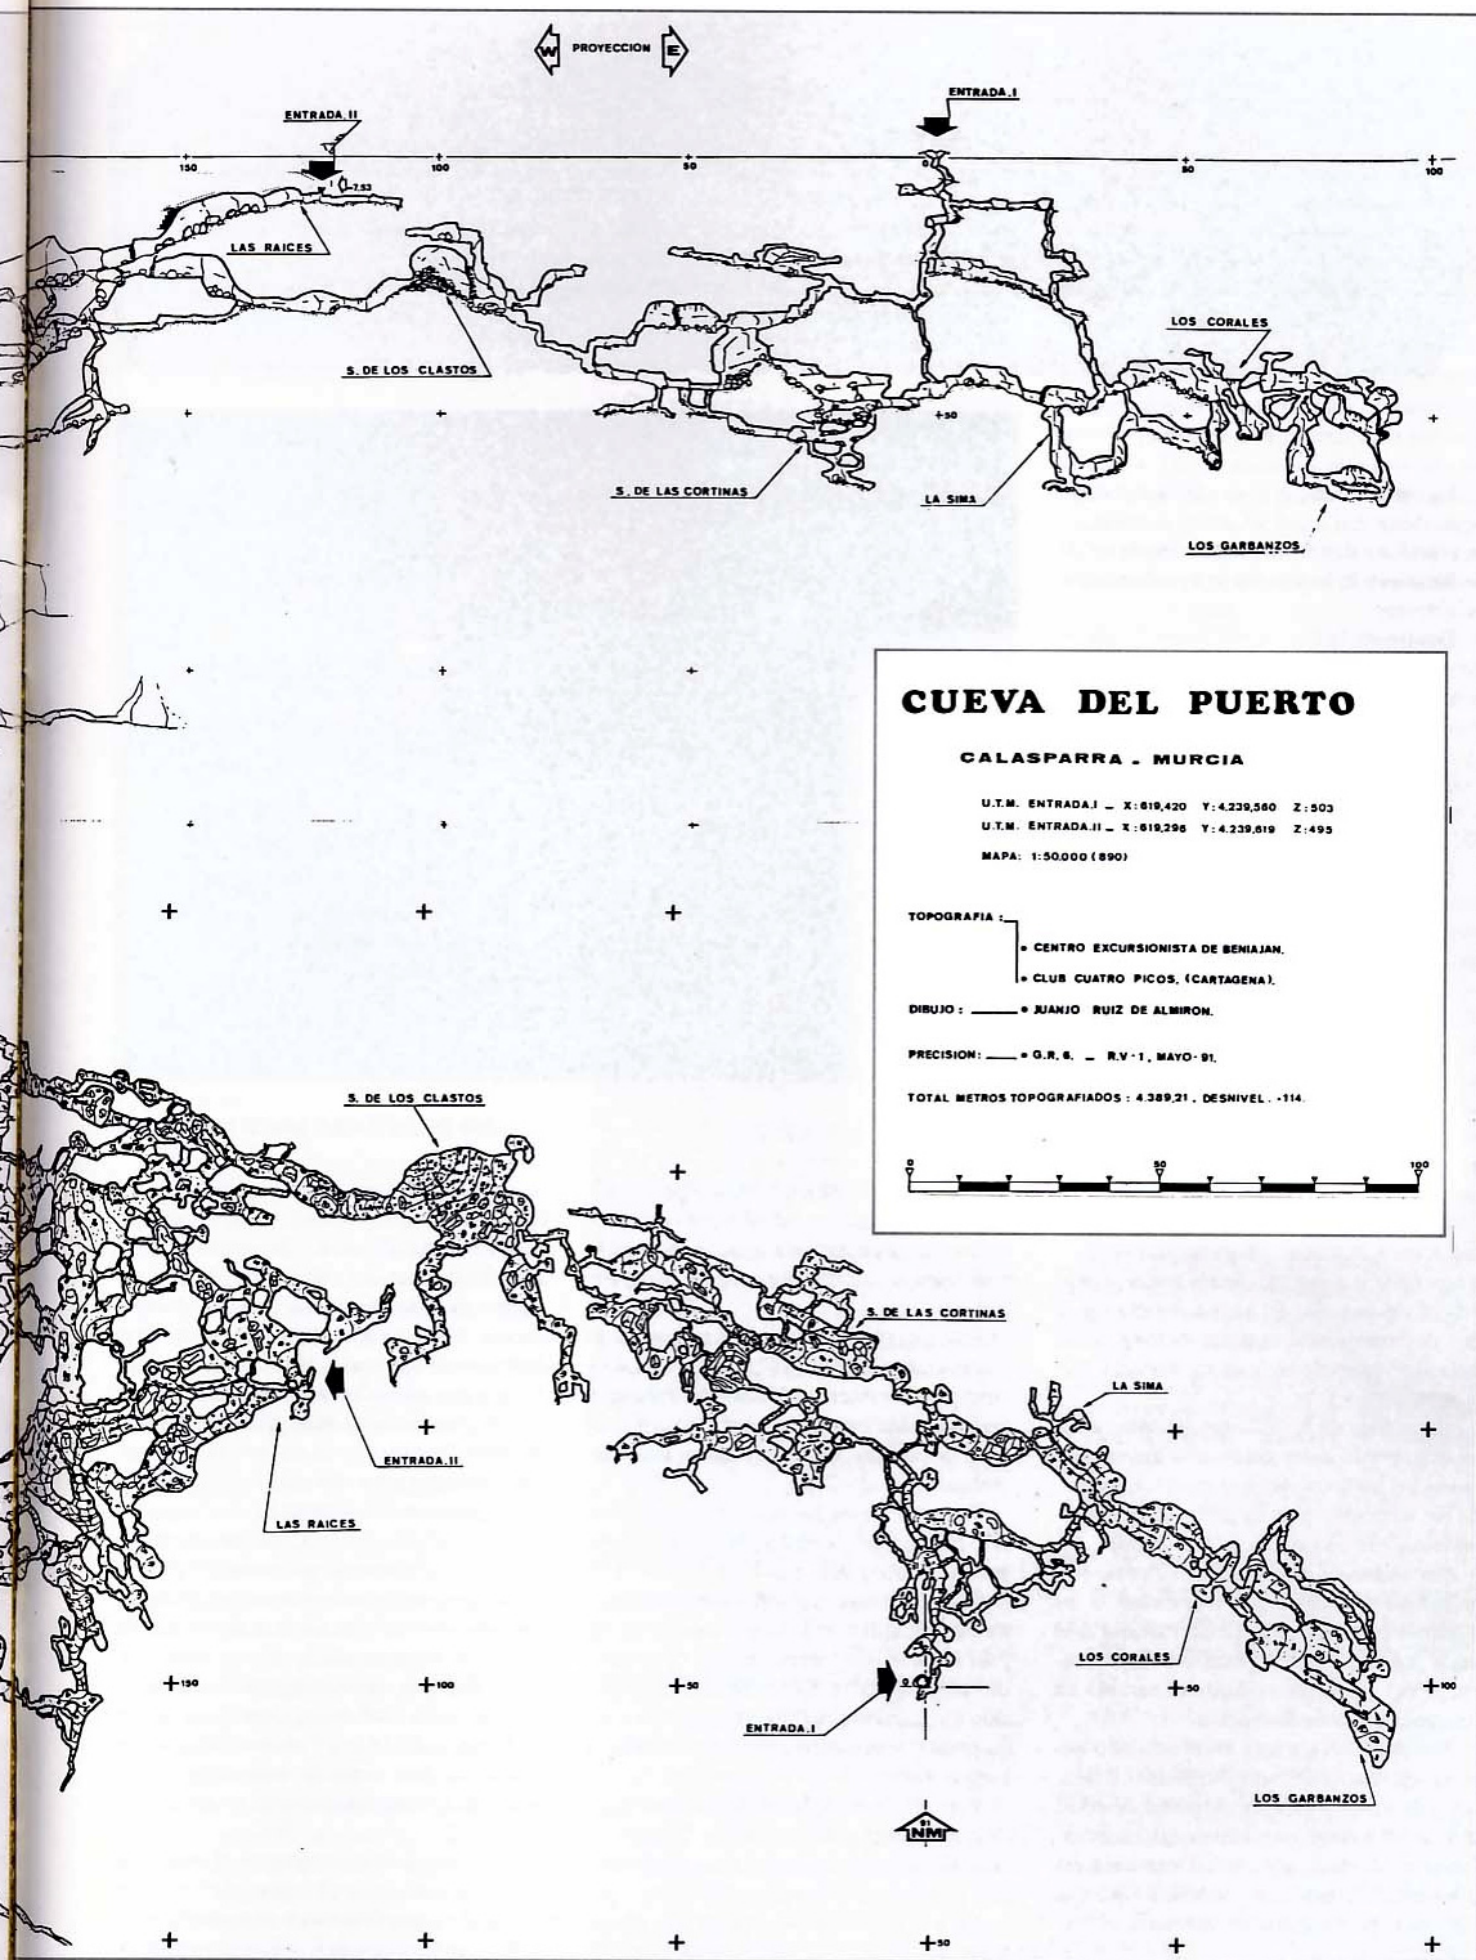 W PROYECCION E
ENTRADA.I
ENTRADA.II
150
100
50
0
50
100
-7,53
LAS RAICES
LOS CORALES
S. DE LOS CLASTOS
+50
S. DE LAS CORTINAS
LA SIMA
LOS GARBANZOS
CUEVA DEL PUERTO
CALASPARRA - MURCIA
U.T.M. ENTRADA.I _ X:619,420 Y:4.239,560 Z:503
U.T.M. ENTRADA.II _ X:619,296 Y:4.239,619 Z:495
MAPA: 1:50.000 (890)
TOPOGRAFIA :
• CENTRO EXCURSIONISTA DE BENIAJAN.
• CLUB CUATRO PICOS, (CARTAGENA).
DIBUJO : • JUANJO RUIZ DE ALMIRON.
PRECISION: • G.R. 6. _ R.V-1, MAYO-91.
TOTAL METROS TOPOGRAFIADOS : 4.389,21 . DESNIVEL . -114.
0 50 100
S. DE LOS CLASTOS
S. DE LAS CORTINAS
LA SIMA
ENTRADA.II
LAS RAICES
LOS CORALES
+150
+100
+50
0
+50
+100
ENTRADA.I
LOS GARBANZOS
91
NM
+50